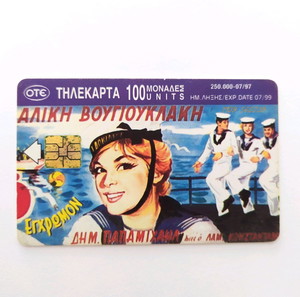 OTE
ΤΗΛΕΚΑΡΤΑ 100 ΜΟΝΑΔΕΣ UNITS
250.000-07/97
ΗΜ.ΛΗΞΗΣ/EXP.DATE 07/99
ΑΛΙΚΗ ΒΟΥΓΙΟΥΚΛΑΚΗ
ΕΓΧΡΩΜΟΝ
ΔΗΜ. ΠΑΠΑΜΙΧΑΗΛ